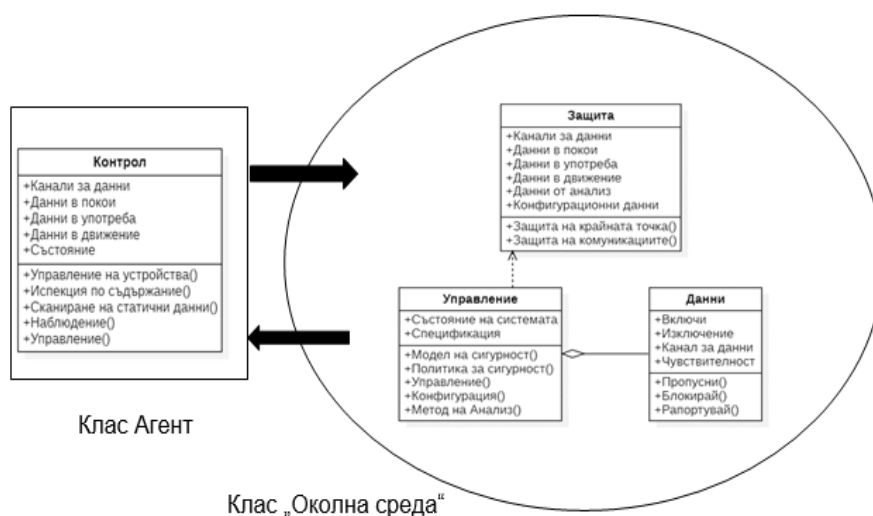 Контрол
+Канали за данни
+Данни в покои
+Данни в употреба
+Данни в движение
+Състояние
+Управление на устройства()
+Испекция по съдържание()
+Сканиране на статични данни()
+Наблюдение()
+Управление()
Клас Агент
Защита
+Канали за данни
+Данни в покои
+Данни в употреба
+Данни в движение
+Данни от анализ
+Конфигурационни данни
+Защита на крайната точка()
+Защита на комуникациите()
Управление
+Състояние на системата
+Спецификация
+Модел на сигурност()
+Политика за сигурност()
+Управление()
+Конфигурация()
+Метод на Анализ()
Данни
+Включи
+Изключение
+Канал за данни
+Чувствителност
+Пропусни()
+Блокирай()
+Рапортувай()
Клас „Околна среда“